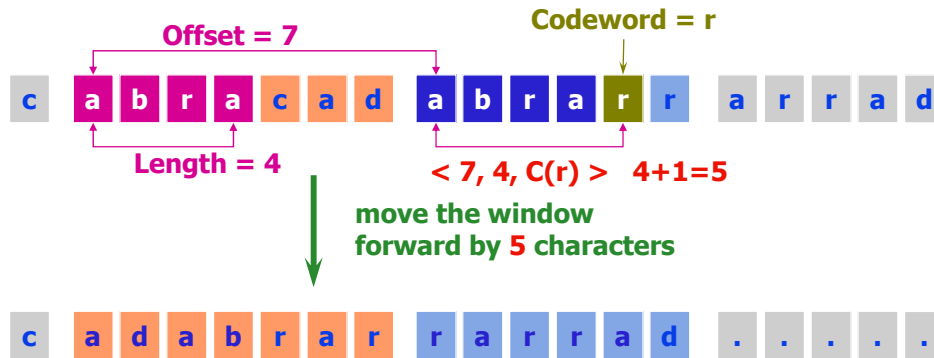 Codeword = r
Offset = 7
c a b r a c a d a b r a r r a r r a d
Length = 4
< 7, 4, C(r) > 4+1=5
move the window
forward by 5 characters
c a d a b r a r r a r r a d . . . . .